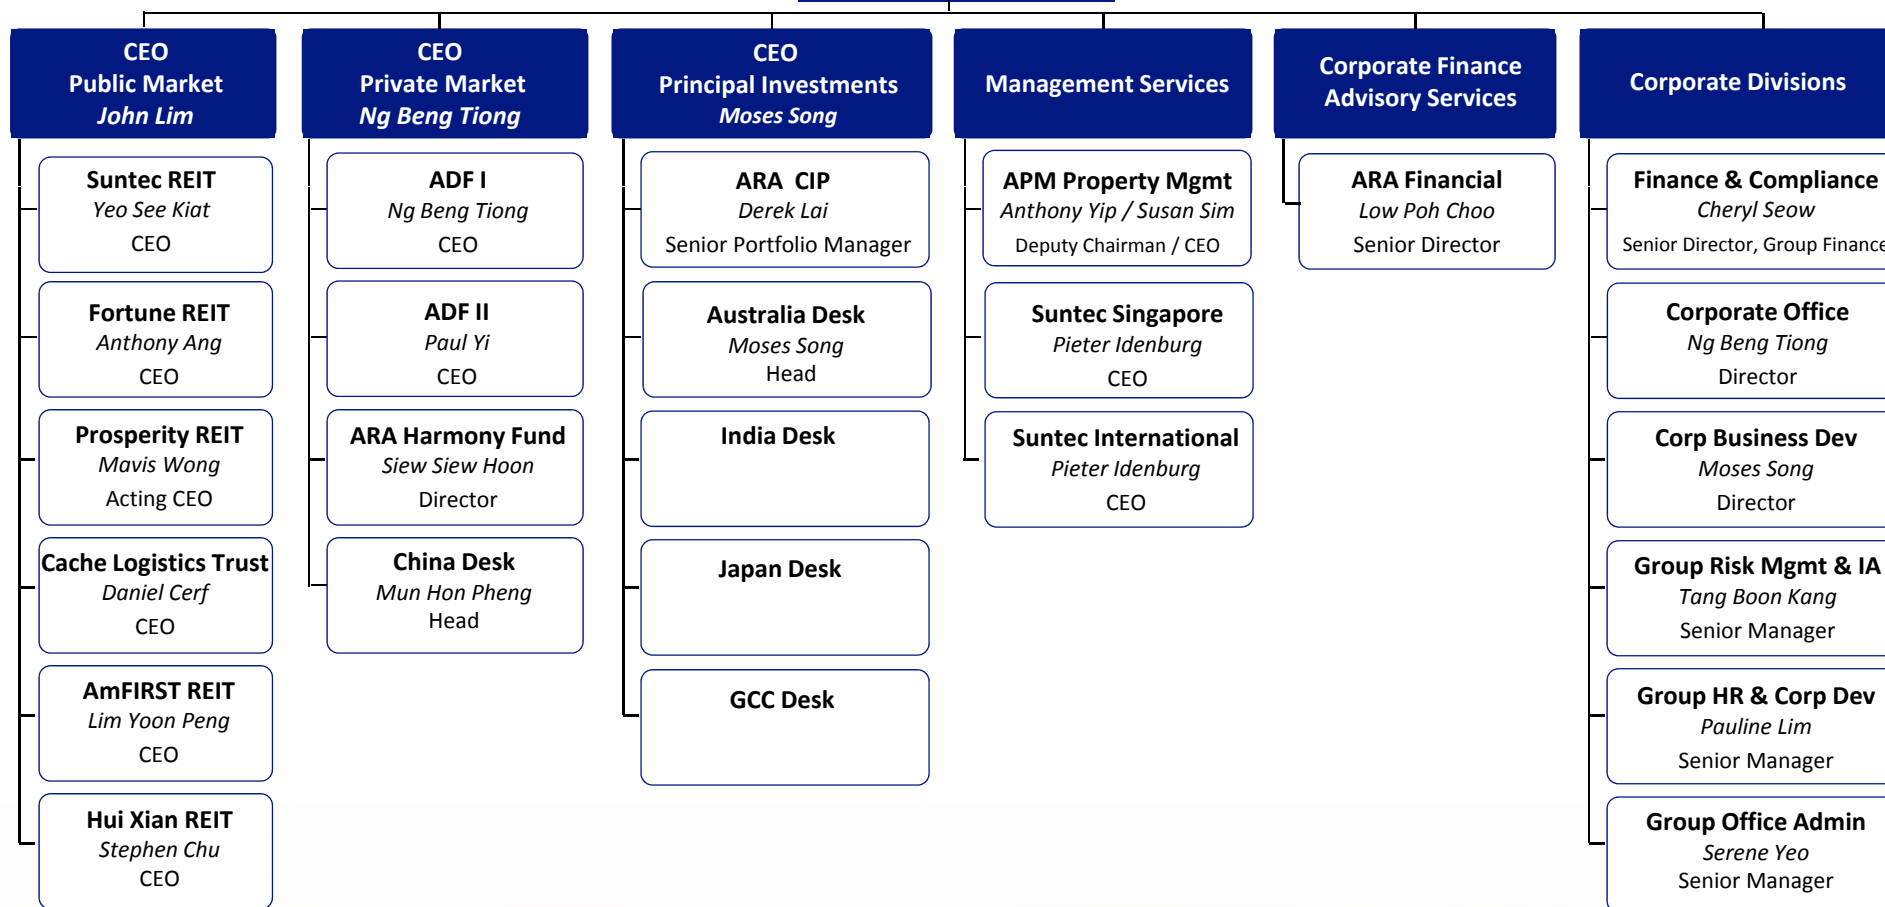 CEO
Public Market
John Lim
Suntec REIT
Yeo See Kiat
CEO
Fortune REIT
Anthony Ang
CEO
Prosperity REIT
Mavis Wong
Acting CEO
Cache Logistics Trust
Daniel Cerf
CEO
AmFIRST REIT
Lim Yoon Peng
CEO
Hui Xian REIT
Stephen Chu
CEO
CEO
Private Market
Ng Beng Tiong
ADF I
Ng Beng Tiong
CEO
ADF II
Paul Yi
CEO
ARA Harmony Fund
Siew Siew Hoon
Director
China Desk
Mun Hon Pheng
Head
CEO
Principal Investments
Moses Song
ARA CIP
Derek Lai
Senior Portfolio Manager
Australia Desk
Moses Song
Head
India Desk
Japan Desk
GCC Desk
Management Services
APM Property Mgmt
Anthony Yip / Susan Sim
Deputy Chairman / CEO
Suntec Singapore
Pieter Idenburg
CEO
Suntec International
Pieter Idenburg
CEO
Corporate Finance
Advisory Services
ARA Financial
Low Poh Choo
Senior Director
Corporate Divisions
Finance & Compliance
Cheryl Seow
Senior Director, Group Finance
Corporate Office
Ng Beng Tiong
Director
Corp Business Dev
Moses Song
Director
Group Risk Mgmt & IA
Tang Boon Kang
Senior Manager
Group HR & Corp Dev
Pauline Lim
Senior Manager
Group Office Admin
Serene Yeo
Senior Manager